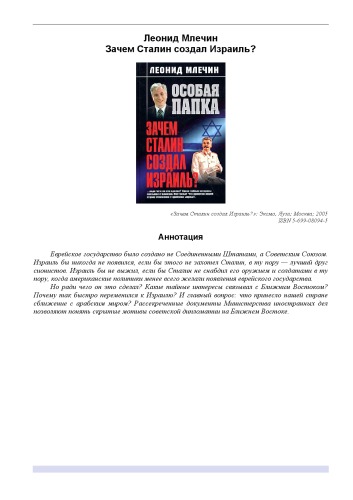 Леонид Млечин
Зачем Сталин создал Израиль?
ЛЕОНИД МЛЕЧИН
ОСОБАЯ
ПАПКА
ЗАЧЕМ
СТАЛИН
СОЗДАЛ
ИЗРАИЛЬ?
«Зачем Сталин создал Израиль?»: Эксмо, Яуза; Москва; 2005
ISBN 5-699-08094-3
Аннотация
Еврейское государство было создано не Соединенными Штатами, а Советским Союзом.
Израиль бы никогда не появился, если бы этого не захотел Сталин, в ту пору — лучший друг
сионистов. Израиль бы не выжил, если бы Сталин не снабдил его оружием и солдатами в ту
пору, когда американские политики менее всего желали появления еврейского государства.
Но ради чего он это сделал? Какие тайные интересы связывал с Ближним Востоком?
Почему так быстро переменился к Израилю? И главный вопрос: что принесло нашей стране
сближение с арабским миром? Рассекреченные документы Министерства иностранных дел
позволяют понять скрытые мотивы советской дипломатии на Ближнем Востоке.